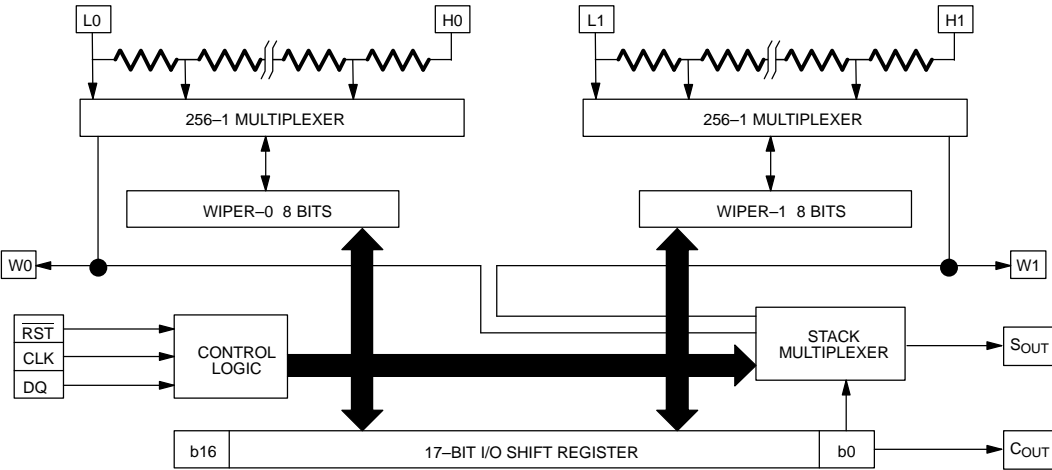 L0
H0
L1
H1
256–1 MULTIPLEXER
256–1 MULTIPLEXER
WIPER–0 8 BITS
WIPER–1 8 BITS
W0
W1
RST
CLK
DQ
CONTROL
LOGIC
STACK
MULTIPLEXER
SOUT
b16
17–BIT I/O SHIFT REGISTER
b0
COUT